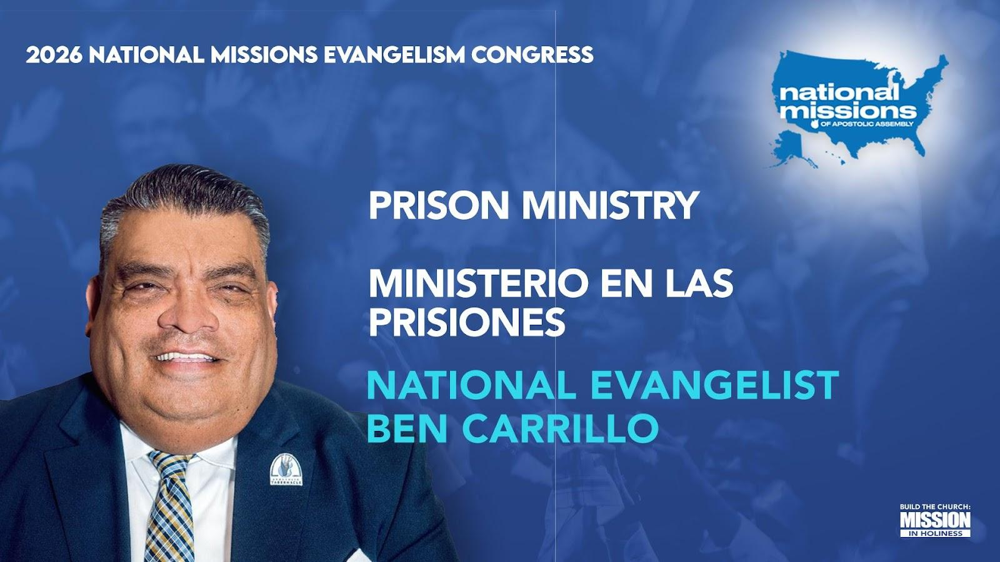 2026 NATIONAL MISSIONS EVANGELISM CONGRESS
national
missions
OF APOSTOLIC ASSEMBLY
PRISON MINISTRY
MINISTERIO EN LAS
PRISIONES
NATIONAL EVANGELIST
BEN CARRILLO
TABERNACLE
BUILD THE CHURCH:
MISSION
IN HOLINESS